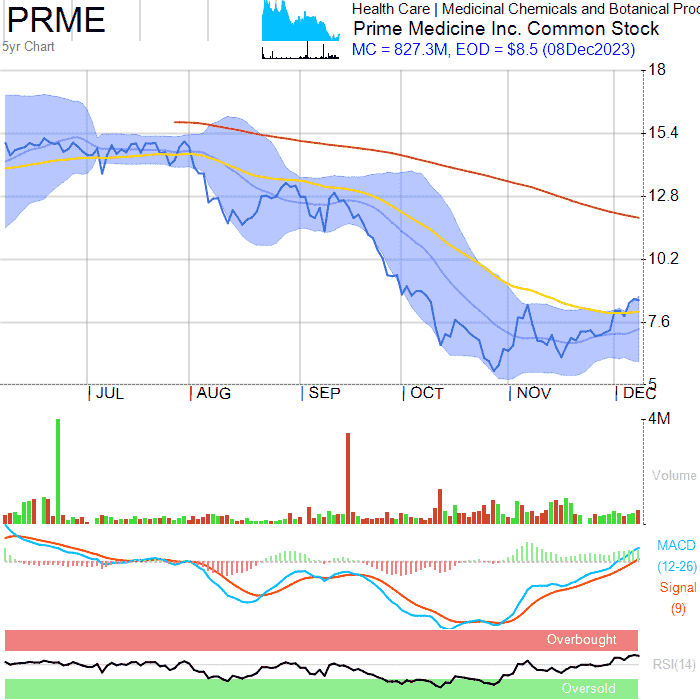 PRME
5yr Chart
Health Care | Medicinal Chemicals and Botanical Pro
Prime Medicine Inc. Common Stock
MC = 827.3M, EOD = $8.5 (08Dec2023)
18
15.4
12.8
10.2
7.6
5
JUL AUG SEP OCT NOV DEC
4M
Volume
MACD
(12-26)
Signal
(9)
Overbought
RSI(14)
Oversold